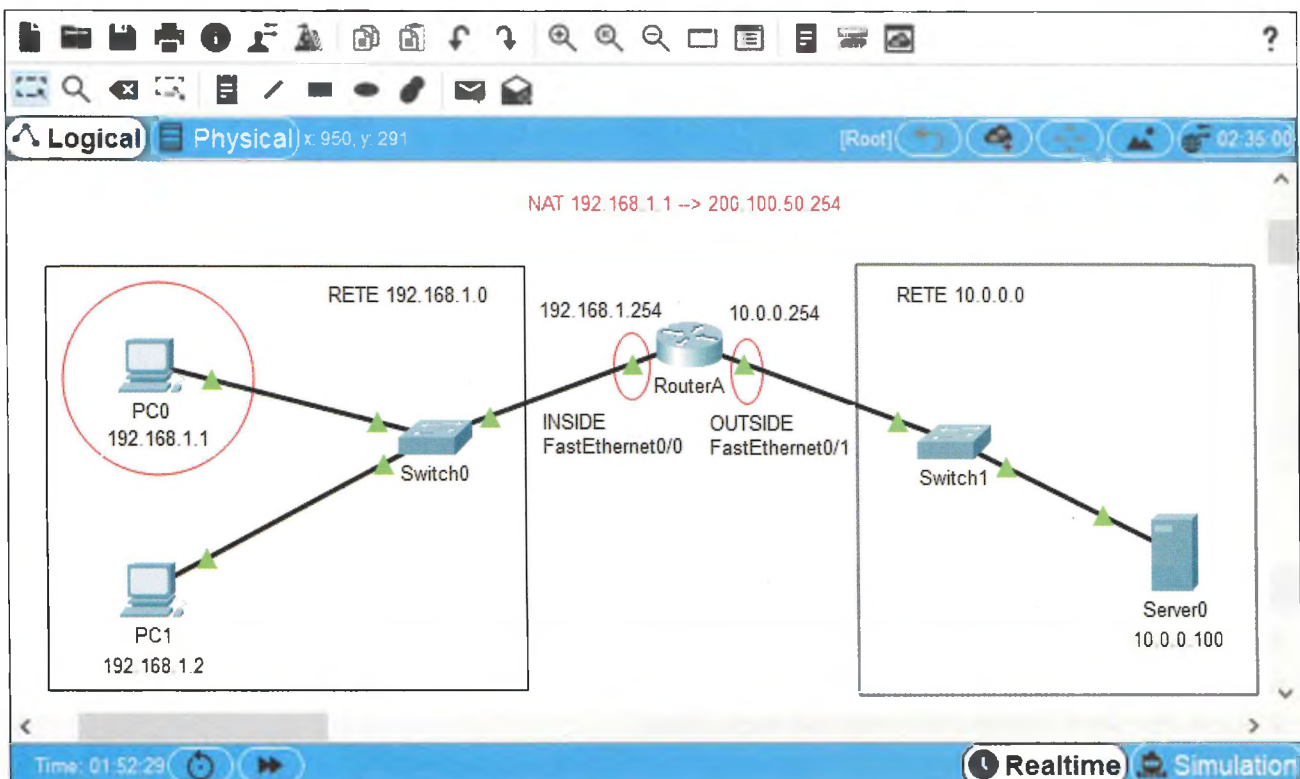 ?
Logical
Physical x: 950, y: 291
[Root]
02:35:00
NAT 192.168.1.1 --> 200.100.50.254
RETE 192.168.1.0
192.168.1.254
10.0.0.254
RETE 10.0.0.0
RouterA
PC0
192.168.1.1
INSIDE
FastEthernet0/0
OUTSIDE
FastEthernet0/1
Switch0
Switch1
PC1
192.168.1.2
Server0
10.0.0.100
Time: 01:52:29
Realtime
Simulation